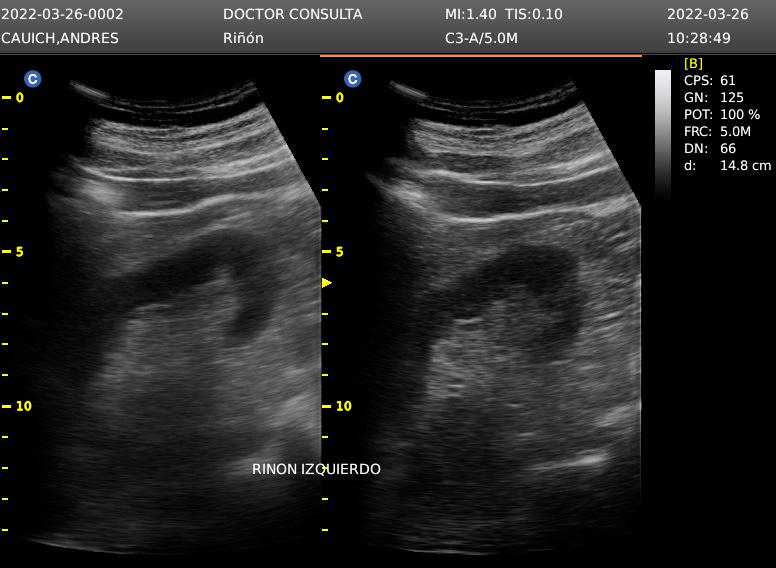 2022-03-26-0002 DOCTOR CONSULTA MI:1.40 TIS:0.10 2022-03-26
CAUICH,ANDRES Riñón C3-A/5.0M 10:28:49
C C
[B]
CPS: 61
GN: 125
POT: 100 %
FRC: 5.0M
DN: 66
d: 14.8 cm
0 0
5 5
10 10
RINON IZQUIERDO